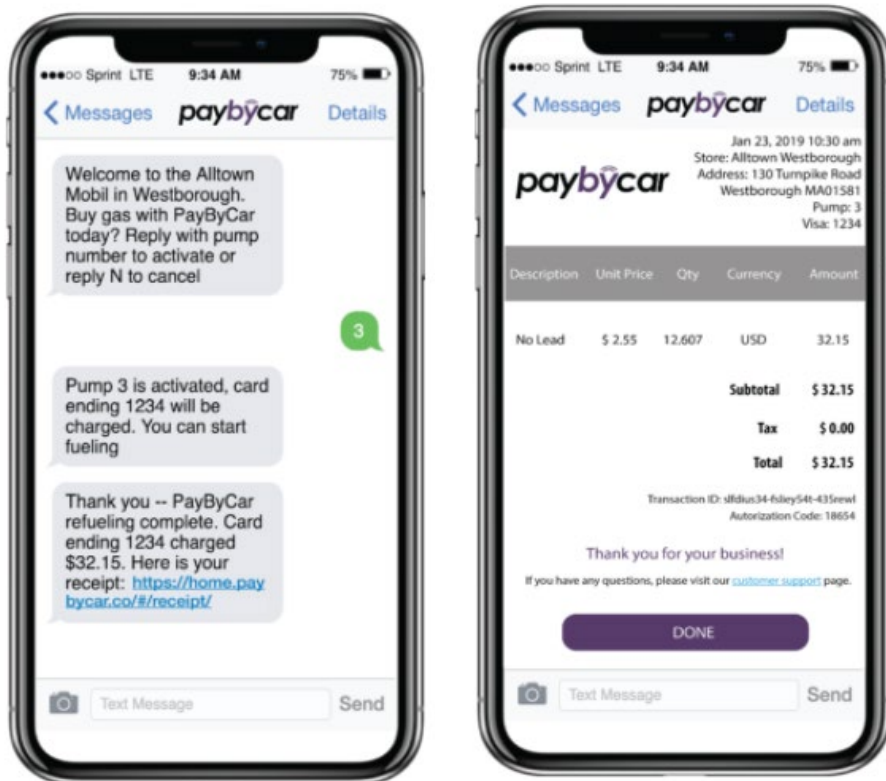 Sprint LTE 9:34 AM 75%
Messages paybycar Details
Welcome to the Alltown
Mobil in Westborough.
Buy gas with PayByCar
today? Reply with pump
number to activate or
reply N to cancel
3
Pump 3 is activated, card
ending 1234 will be
charged. You can start
fueling
Thank you -- PayByCar
refueling complete. Card
ending 1234 charged
$32.15. Here is your
receipt: https://home.pay
bycar.co/#/receipt/
Text Message Send
Sprint LTE 9:34 AM 75%
Messages paybycar Details
Jan 23, 2019 10:30 am
Store: Alltown Westborough
Address: 130 Turnpike Road
Westborough MA01581
Pump: 3
Visa: 1234
paybycar
Description Unit Price Qty Currency Amount
No Lead $ 2.55 12.607 USD 32.15
Subtotal $ 32.15
Tax $ 0.00
Total $ 32.15
Transaction ID: slfdius34-fsliey54t-435rewl
Autorization Code: 18654
Thank you for your business!
If you have any questions, please visit our customer support page.
DONE
Text Message Send